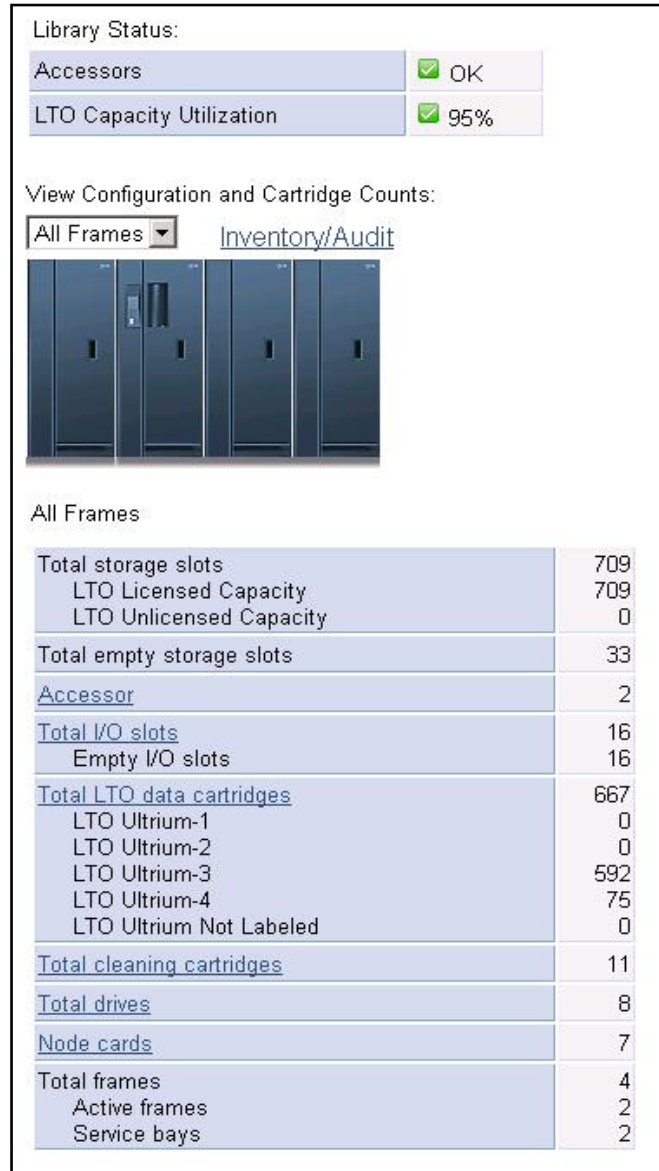 Library Status:
Accessors OK
LTO Capacity Utilization 95%
View Configuration and Cartridge Counts:
All Frames Inventory/Audit
All Frames
Total storage slots 709
LTO Licensed Capacity 709
LTO Unlicensed Capacity 0
Total empty storage slots 33
Accessor 2
Total I/O slots 16
Empty I/O slots 16
Total LTO data cartridges 667
LTO Ultrium-1 0
LTO Ultrium-2 0
LTO Ultrium-3 592
LTO Ultrium-4 75
LTO Ultrium Not Labeled 0
Total cleaning cartridges 11
Total drives 8
Node cards 7
Total frames 4
Active frames 2
Service bays 2